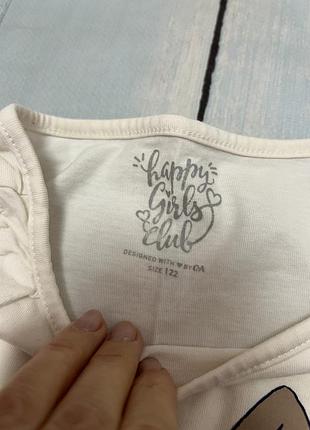 happy
Girls
club
DESIGNED WITH ♥ BY C&A
SIZE 122